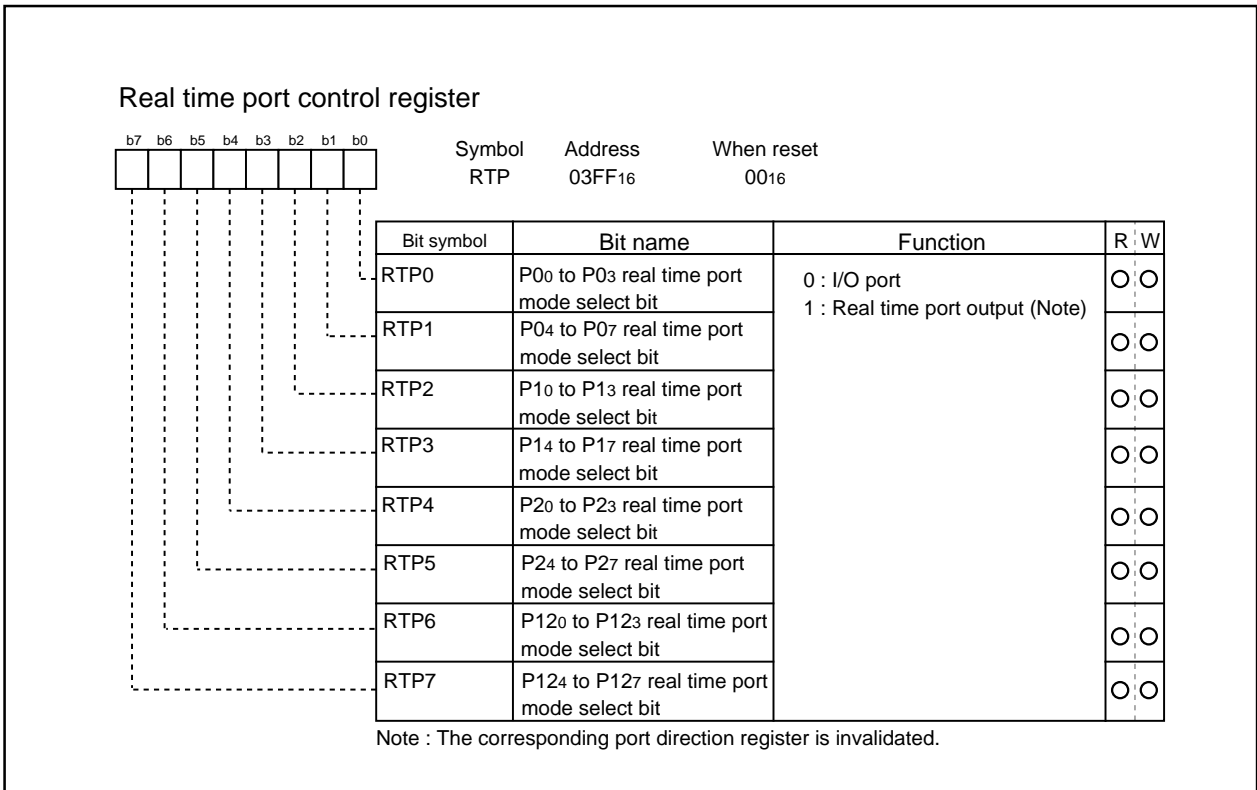 Real time port control register
b7 b6 b5 b4 b3 b2 b1 b0
Symbol Address When reset
RTP 03FF16 0016
Bit symbol Bit name Function R W
RTP0 P00 to P03 real time port mode select bit
0 : I/O port
1 : Real time port output (Note)
RTP1 P04 to P07 real time port
mode select bit
RTP2 P10 to P13 real time port
mode select bit
RTP3 P14 to P17 real time port
mode select bit
RTP4 P20 to P23 real time port
mode select bit
RTP5 P24 to P27 real time port
mode select bit
RTP6 P120 to P123 real time port
mode select bit
RTP7 P124 to P127 real time port
mode select bit
Note : The corresponding port direction register is invalidated.